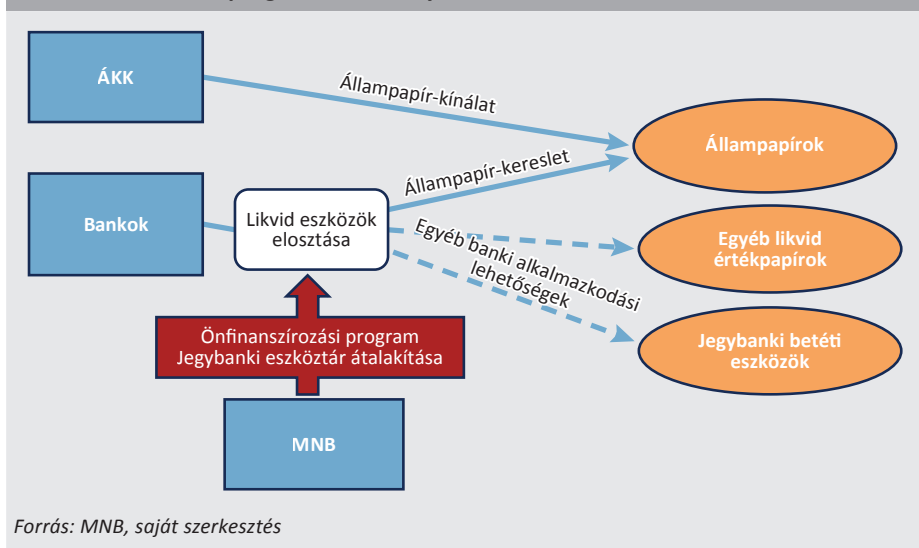 ÁKK
Állampapír-kínálat
Állampapírok
Bankok
Likvid eszközök
elosztása
Állampapír-kereslet
Egyéb banki alkalmazkodási
lehetőségek
Egyéb likvid
értékpapírok
Jegybanki betéti
eszközök
Önfinanszírozási program
Jegybanki eszköztár átalakítása
MNB
Forrás: MNB, saját szerkesztés